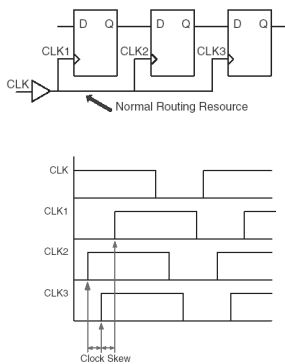 D Q D Q D Q
CLK1 CLK2 CLK3
CLK
Normal Routing Resource
CLK
CLK1
CLK2
CLK3
Clock Skew